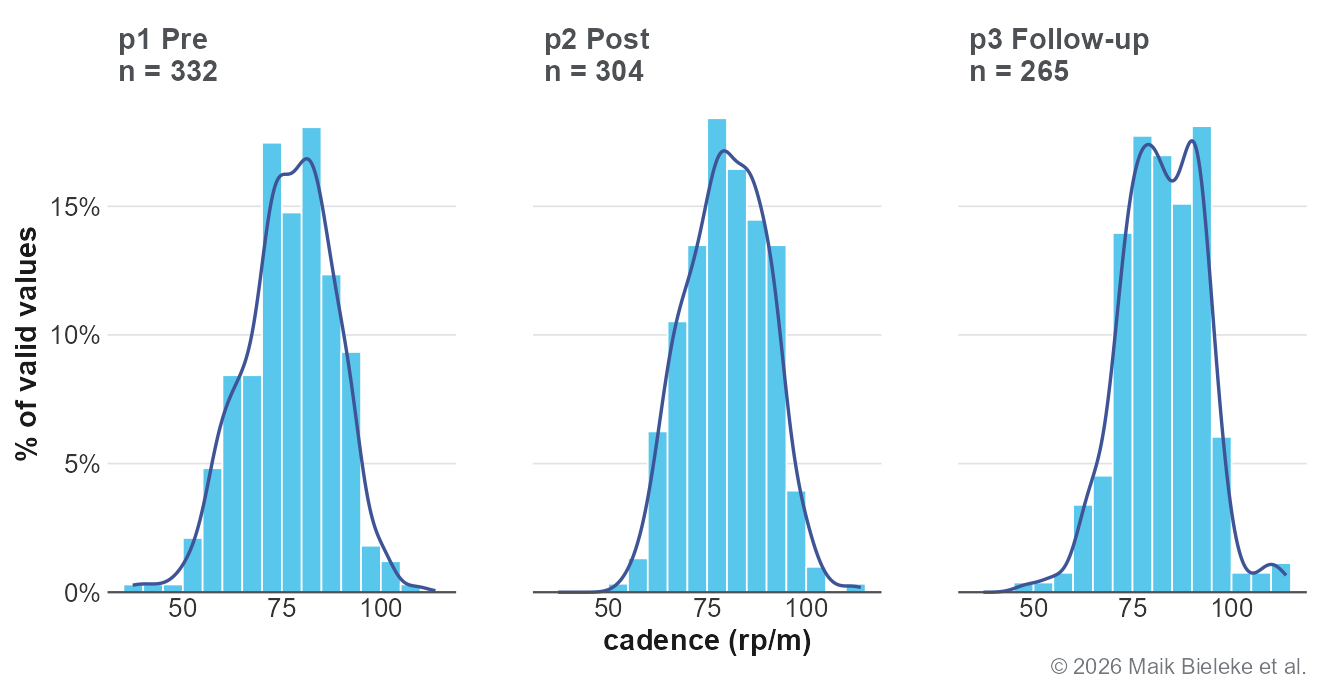 p1 Pre
n = 332
p2 Post
n = 304
p3 Follow-up
n = 265
% of valid values
15%
10%
5%
0%
50 75 100
50 75 100
50 75 100
cadence (rp/m)
© 2026 Maik Bieleke et al.